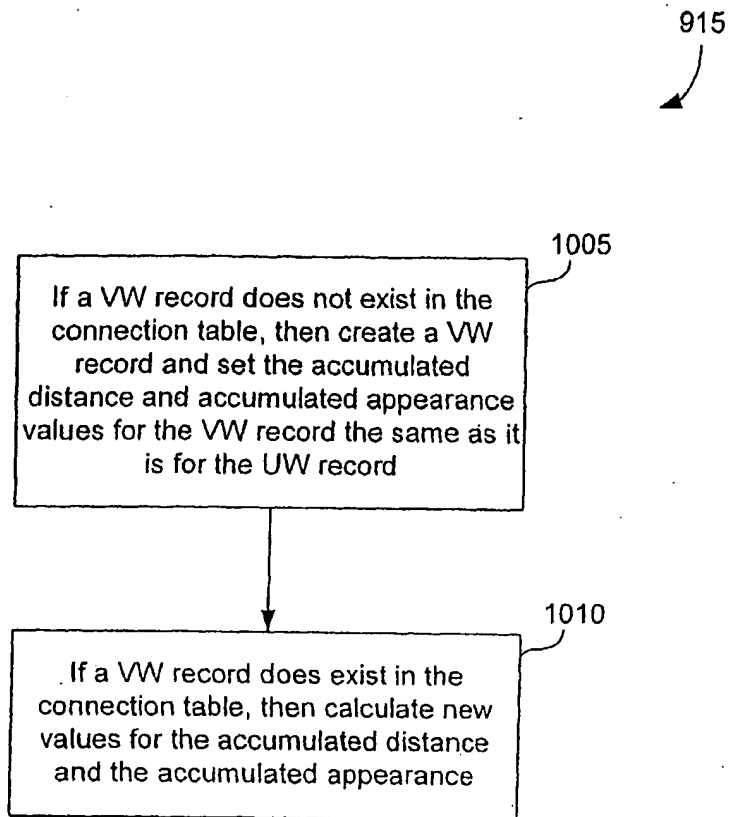 915
1005
If a VW record does not exist in the
connection table, then create a VW
record and set the accumulated
distance and accumulated appearance
values for the VW record the same as it
is for the UW record
1010
If a VW record does exist in the
connection table, then calculate new
values for the accumulated distance
and the accumulated appearance